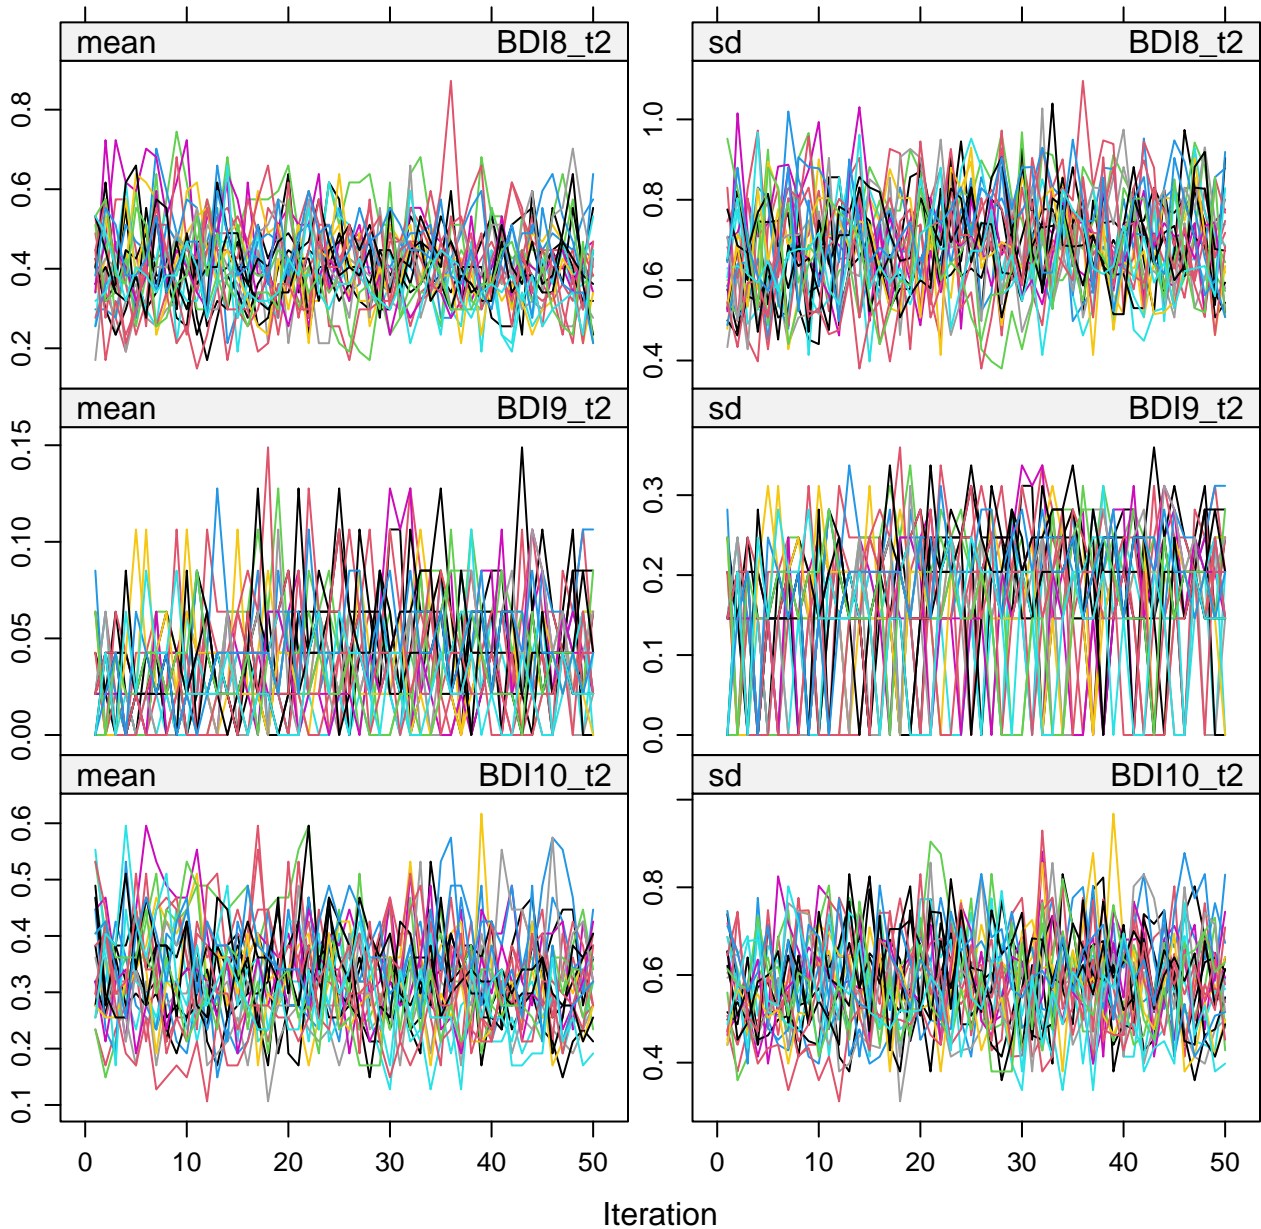 mean BDI8_t2
sd BDI8_t2
0.2 0.4 0.6 0.8
0.4 0.6 0.8 1.0
mean BDI9_t2
sd BDI9_t2
0.00 0.05 0.10 0.15
0.0 0.1 0.2 0.3
mean BDI10_t2
sd BDI10_t2
0.1 0.2 0.3 0.4 0.5 0.6
0.4 0.6 0.8
0 10 20 30 40 50
0 10 20 30 40 50
Iteration